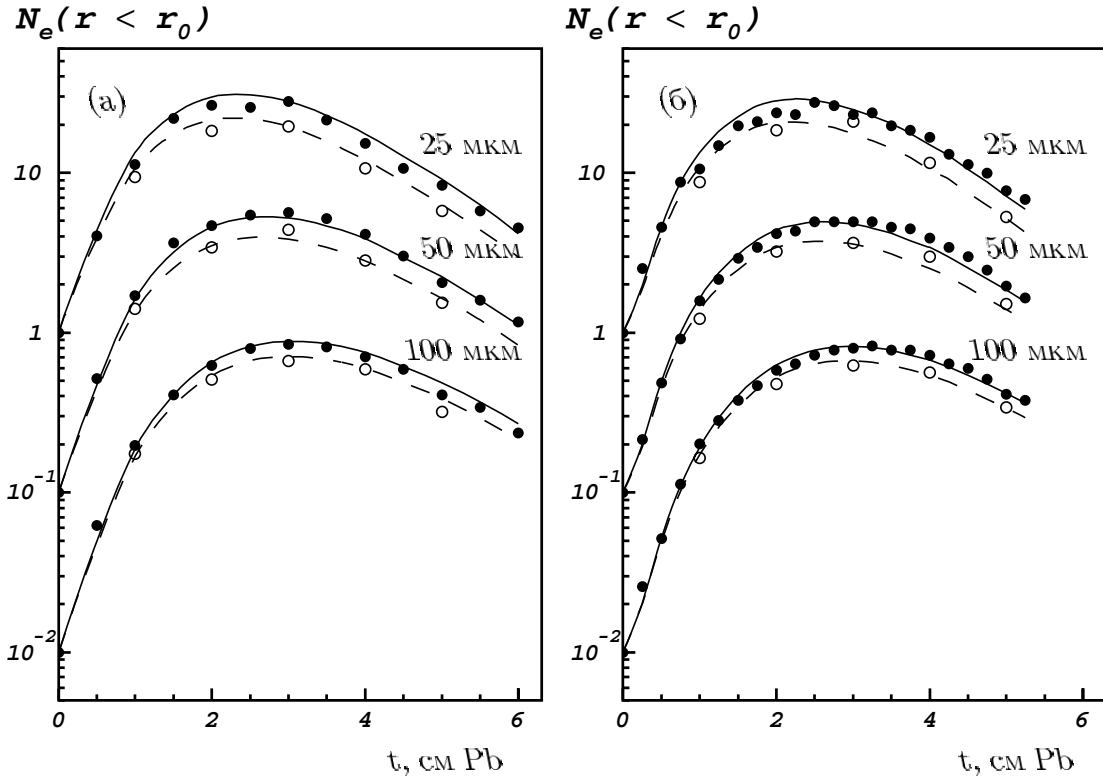 N_e(r < r_0) N_e(r < r_0)
(а) (б)
25 мкм 25 мкм
10 10
50 мкм 50 мкм
1 1
100 мкм 100 мкм
10^-1 10^-1
10^-2 10^-2
0 2 4 6 0 2 4 6
t, см Pb t, см Pb